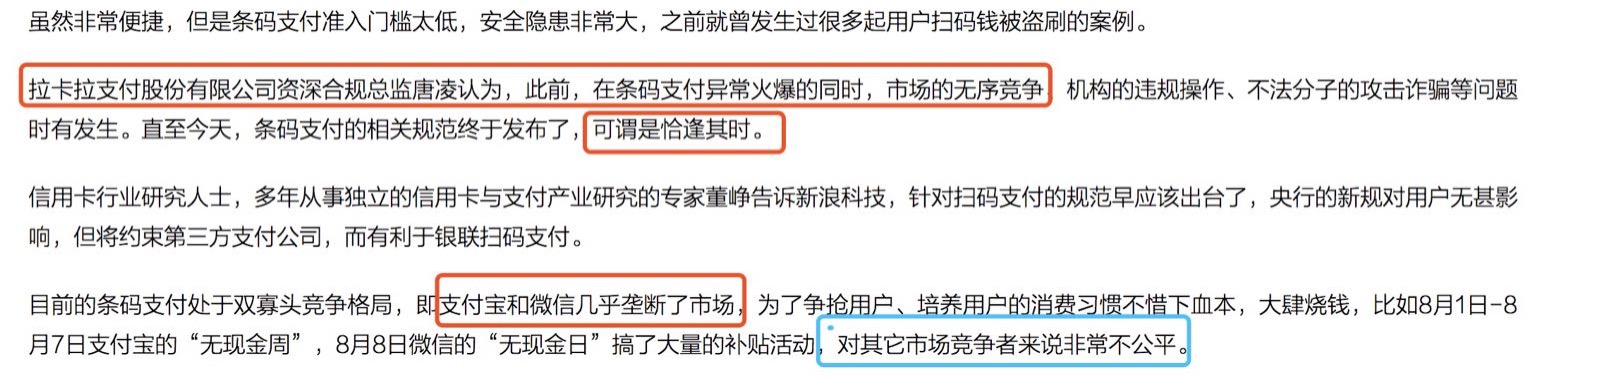 虽然非常便捷，但是条码支付准入门槛太低，安全隐患非常大，之前就曾发生过很多起用户扫码钱被盗刷的案例。
拉卡拉支付股份有限公司资深合规总监唐凌认为，此前，在条码支付异常火爆的同时，市场的无序竞争、机构的违规操作、不法分子的攻击诈骗等问题
时有发生。直至今天，条码支付的相关规范终于发布了，可谓是恰逢其时。
信用卡行业研究人士，多年从事独立的信用卡与支付产业研究的专家董峥告诉新浪科技，针对扫码支付的规范早应该出台了，央行的新规对用户无甚影
响，但将约束第三方支付公司，而有利于银联扫码支付。
目前的条码支付处于双寡头竞争格局，即支付宝和微信几乎垄断了市场，为了争抢用户、培养用户的消费习惯不惜下血本，大肆烧钱，比如8月1日-8
月7日支付宝的“无现金周”，8月8日微信的“无现金日”搞了大量的补贴活动，对其它市场竞争者来说非常不公平。